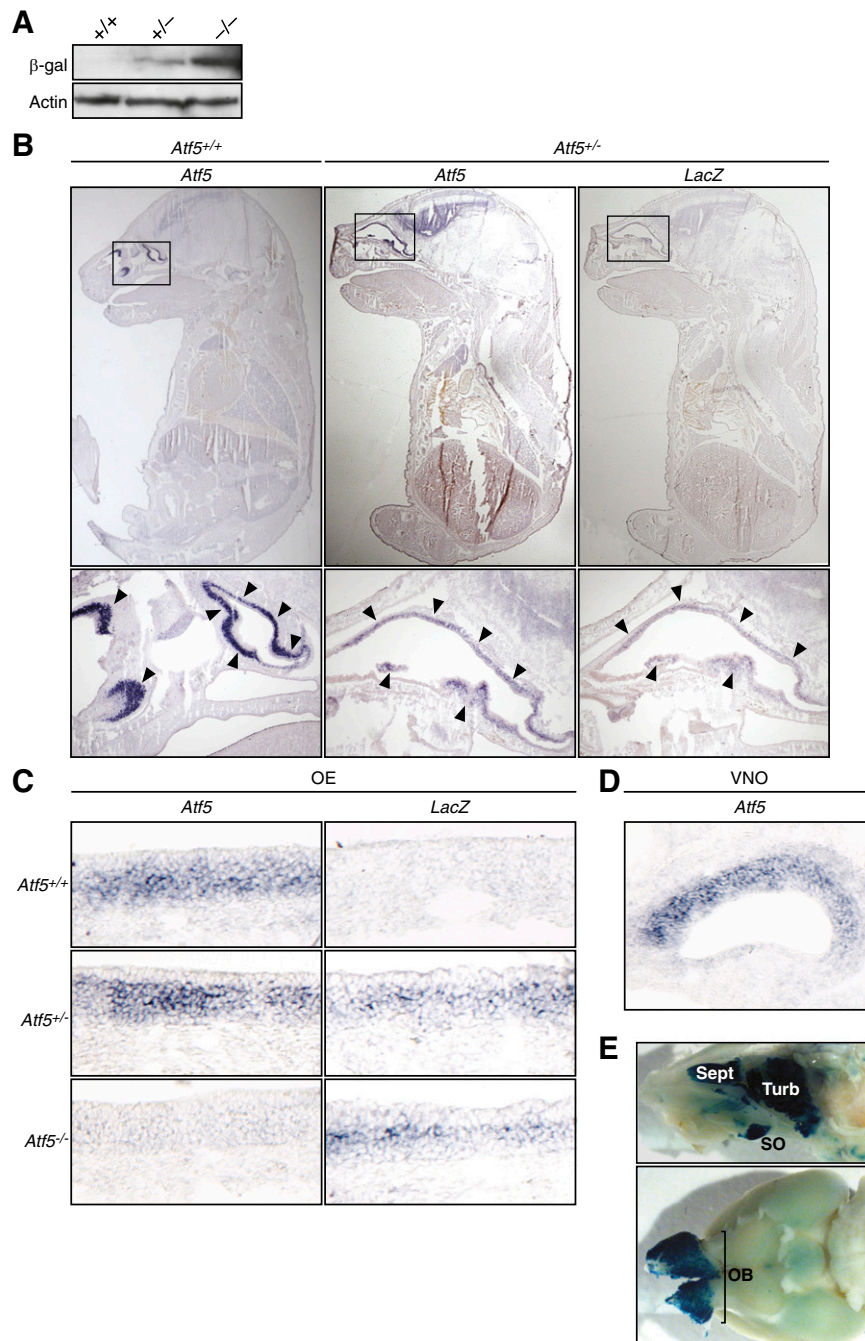 A
+/+ +/− −/−
β-gal
Actin
B
Atf5+/+ Atf5+/-
Atf5 Atf5 LacZ
C
OE
Atf5 LacZ
Atf5+/+
Atf5+/-
Atf5-/-
D
VNO
Atf5
E
Sept
Turb
SO
OB